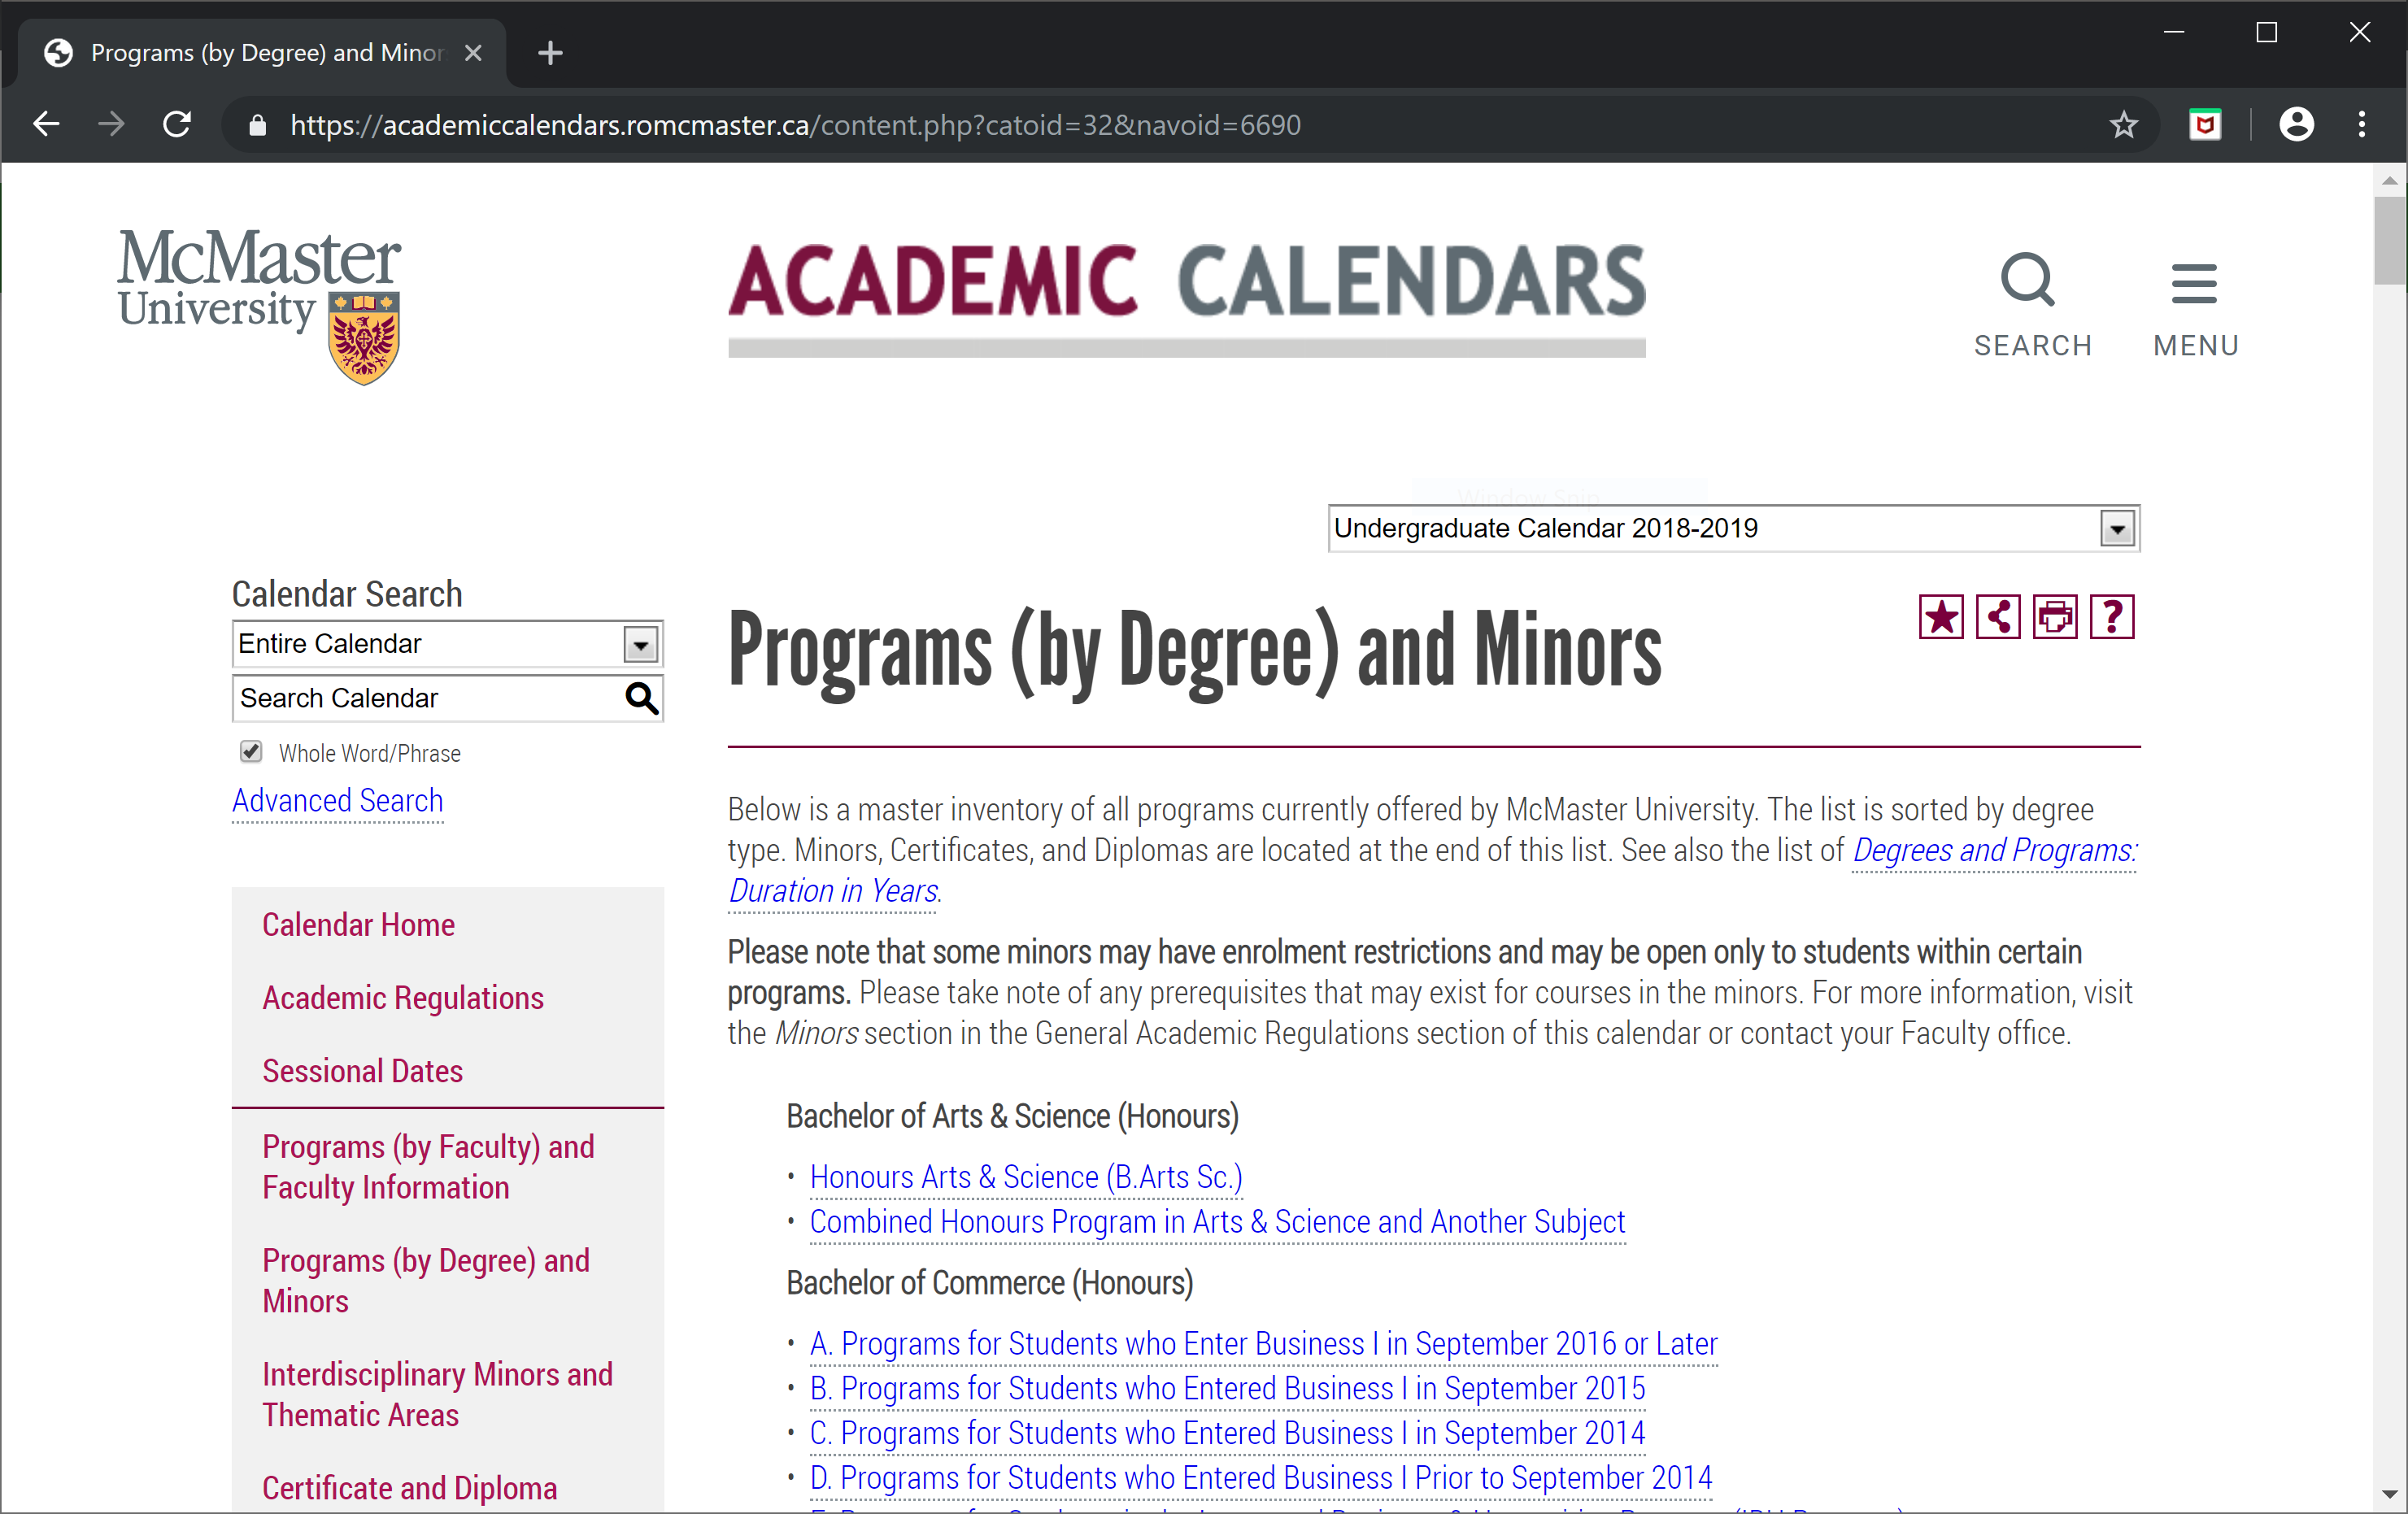 Programs (by Degree) and Minor
https://academiccalendars.romcmaster.ca/content.php?catoid=32&navoid=6690
McMaster
University
ACADEMIC CALENDARS
SEARCH
MENU
Window Snip
Undergraduate Calendar 2018-2019
Calendar Search
Entire Calendar
Search Calendar
Whole Word/Phrase
Advanced Search
Calendar Home
Academic Regulations
Sessional Dates
Programs (by Faculty) and
Faculty Information
Programs (by Degree) and
Minors
Interdisciplinary Minors and
Thematic Areas
Certificate and Diploma
Programs (by Degree) and Minors
?
Below is a master inventory of all programs currently offered by McMaster University. The list is sorted by degree
type. Minors, Certificates, and Diplomas are located at the end of this list. See also the list of Degrees and Programs:
Duration in Years.
Please note that some minors may have enrolment restrictions and may be open only to students within certain
programs. Please take note of any prerequisites that may exist for courses in the minors. For more information, visit
the Minors section in the General Academic Regulations section of this calendar or contact your Faculty office.
Bachelor of Arts & Science (Honours)
• Honours Arts & Science (B.Arts Sc.)
• Combined Honours Program in Arts & Science and Another Subject
Bachelor of Commerce (Honours)
• A. Programs for Students who Enter Business I in September 2016 or Later
• B. Programs for Students who Entered Business I in September 2015
• C. Programs for Students who Entered Business I in September 2014
• D. Programs for Students who Entered Business I Prior to September 2014